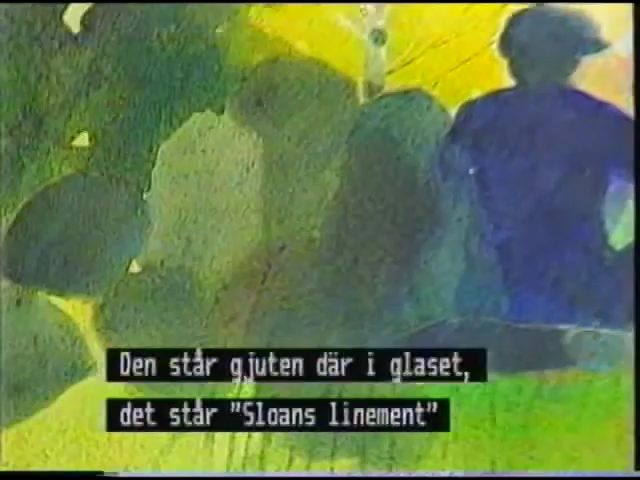 Den står gjuten där i glaset,
det står "Sloans linement"